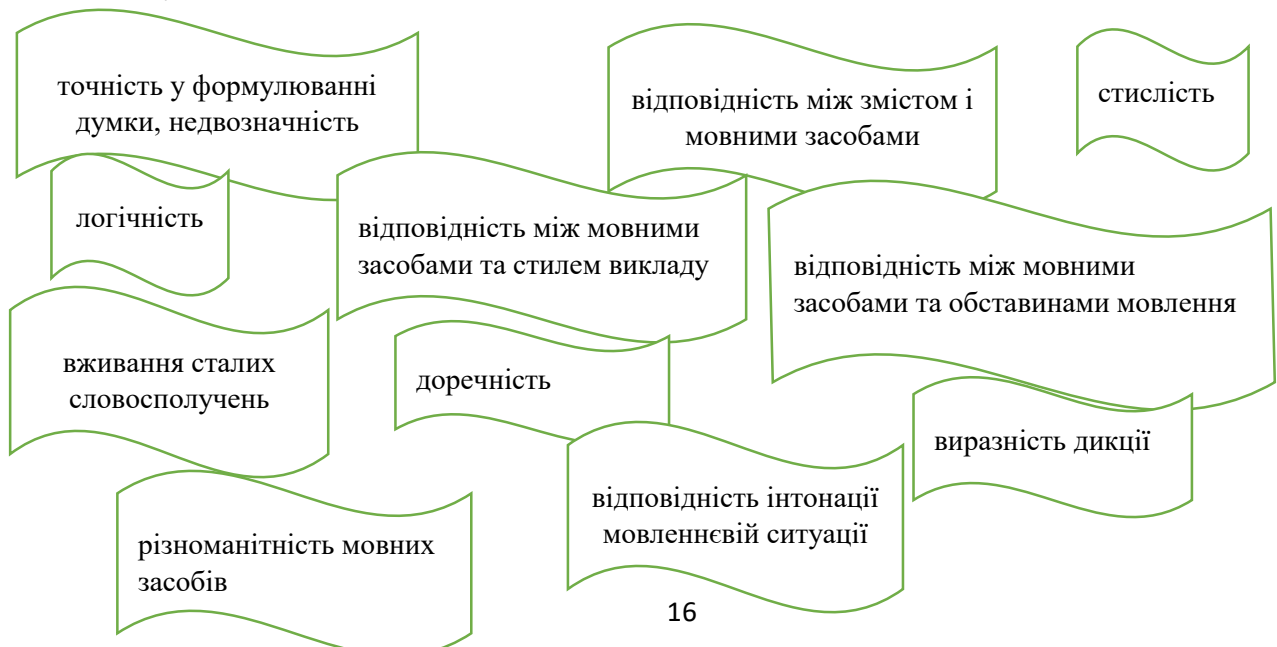 точність у формулюванні
думки, недвозначність
відповідність між змістом і
мовними засобами
стислість
логічність
відповідність між мовними
засобами та стилем викладу
відповідність між мовними
засобами та обставинами мовлення
вживання сталих
словосполучень
доречність
виразність дикції
відповідність інтонації
мовленнєвій ситуації
різноманітність мовних
засобів
16